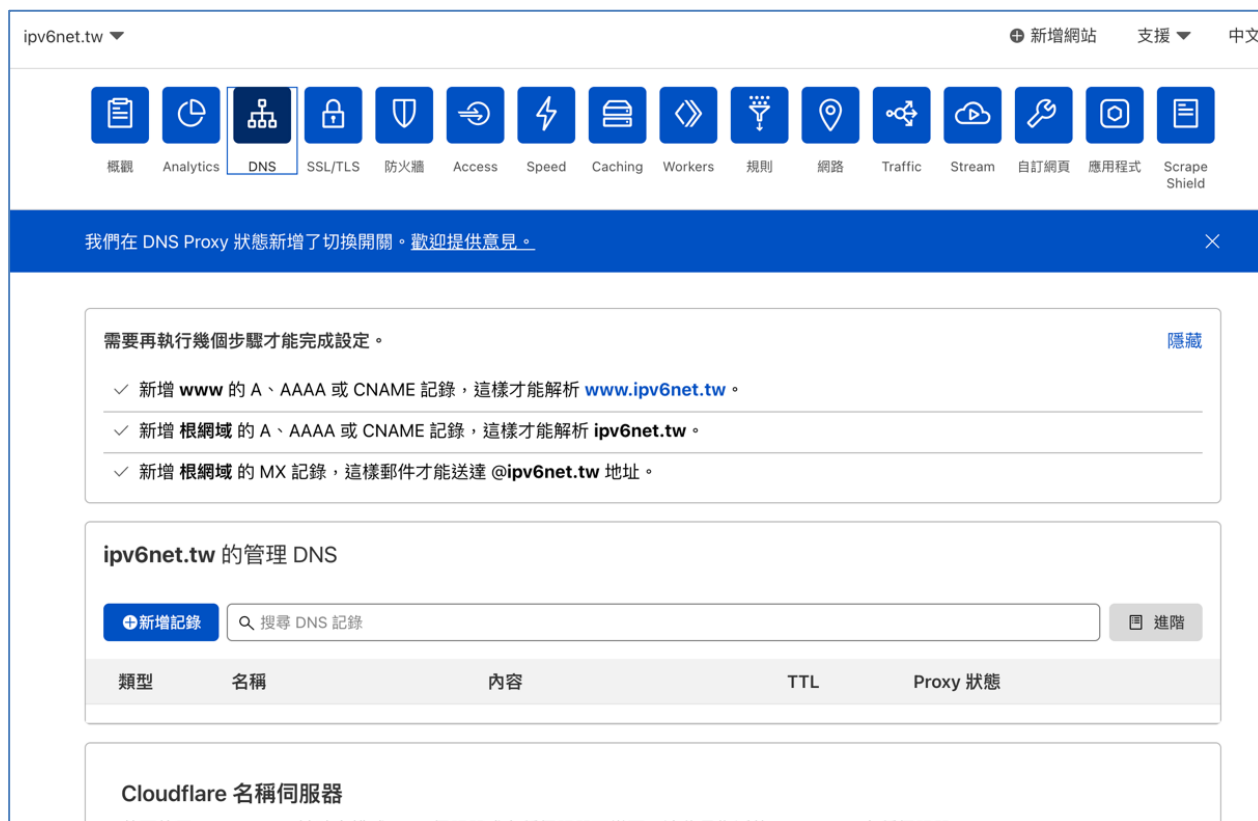 ipv6net.tw
新增網站
支援
中文
概觀
Analytics
DNS
SSL/TLS
防火牆
Access
Speed
Caching
Workers
規則
網路
Traffic
Stream
自訂網頁
應用程式
Scrape
Shield
我們在 DNS Proxy 狀態新增了切換開關。歡迎提供意見。
需要再執行幾個步驟才能完成設定。
隱藏
新增 www 的 A、AAAA 或 CNAME 記錄，這樣才能解析 www.ipv6net.tw。
新增 根網域 的 A、AAAA 或 CNAME 記錄，這樣才能解析 ipv6net.tw。
新增 根網域 的 MX 記錄，這樣郵件才能送達 @ipv6net.tw 地址。
ipv6net.tw 的管理 DNS
新增記錄
搜尋 DNS 記錄
進階
類型 名稱 內容 TTL Proxy 狀態
Cloudflare 名稱伺服器